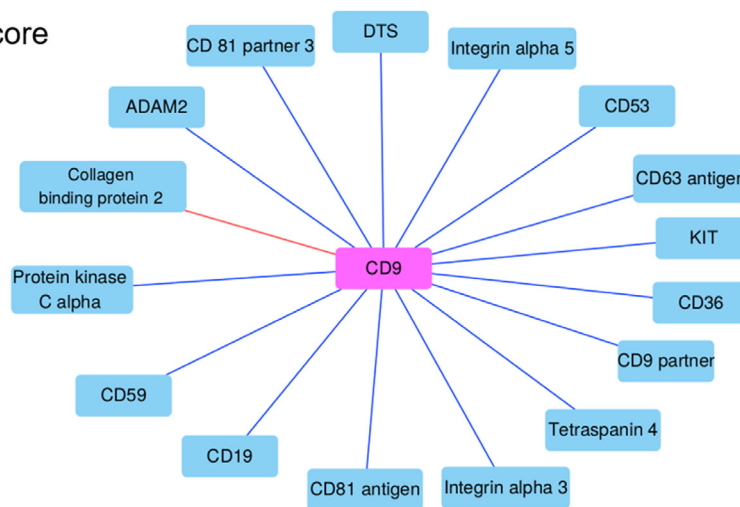 DTS
CD 81 partner 3
Integrin alpha 5
ADAM2
CD53
Collagen
binding protein 2
CD63 antigen
KIT
CD9
Protein kinase
C alpha
CD36
CD9 partner
CD59
Tetraspanin 4
CD19
CD81 antigen
Integrin alpha 3